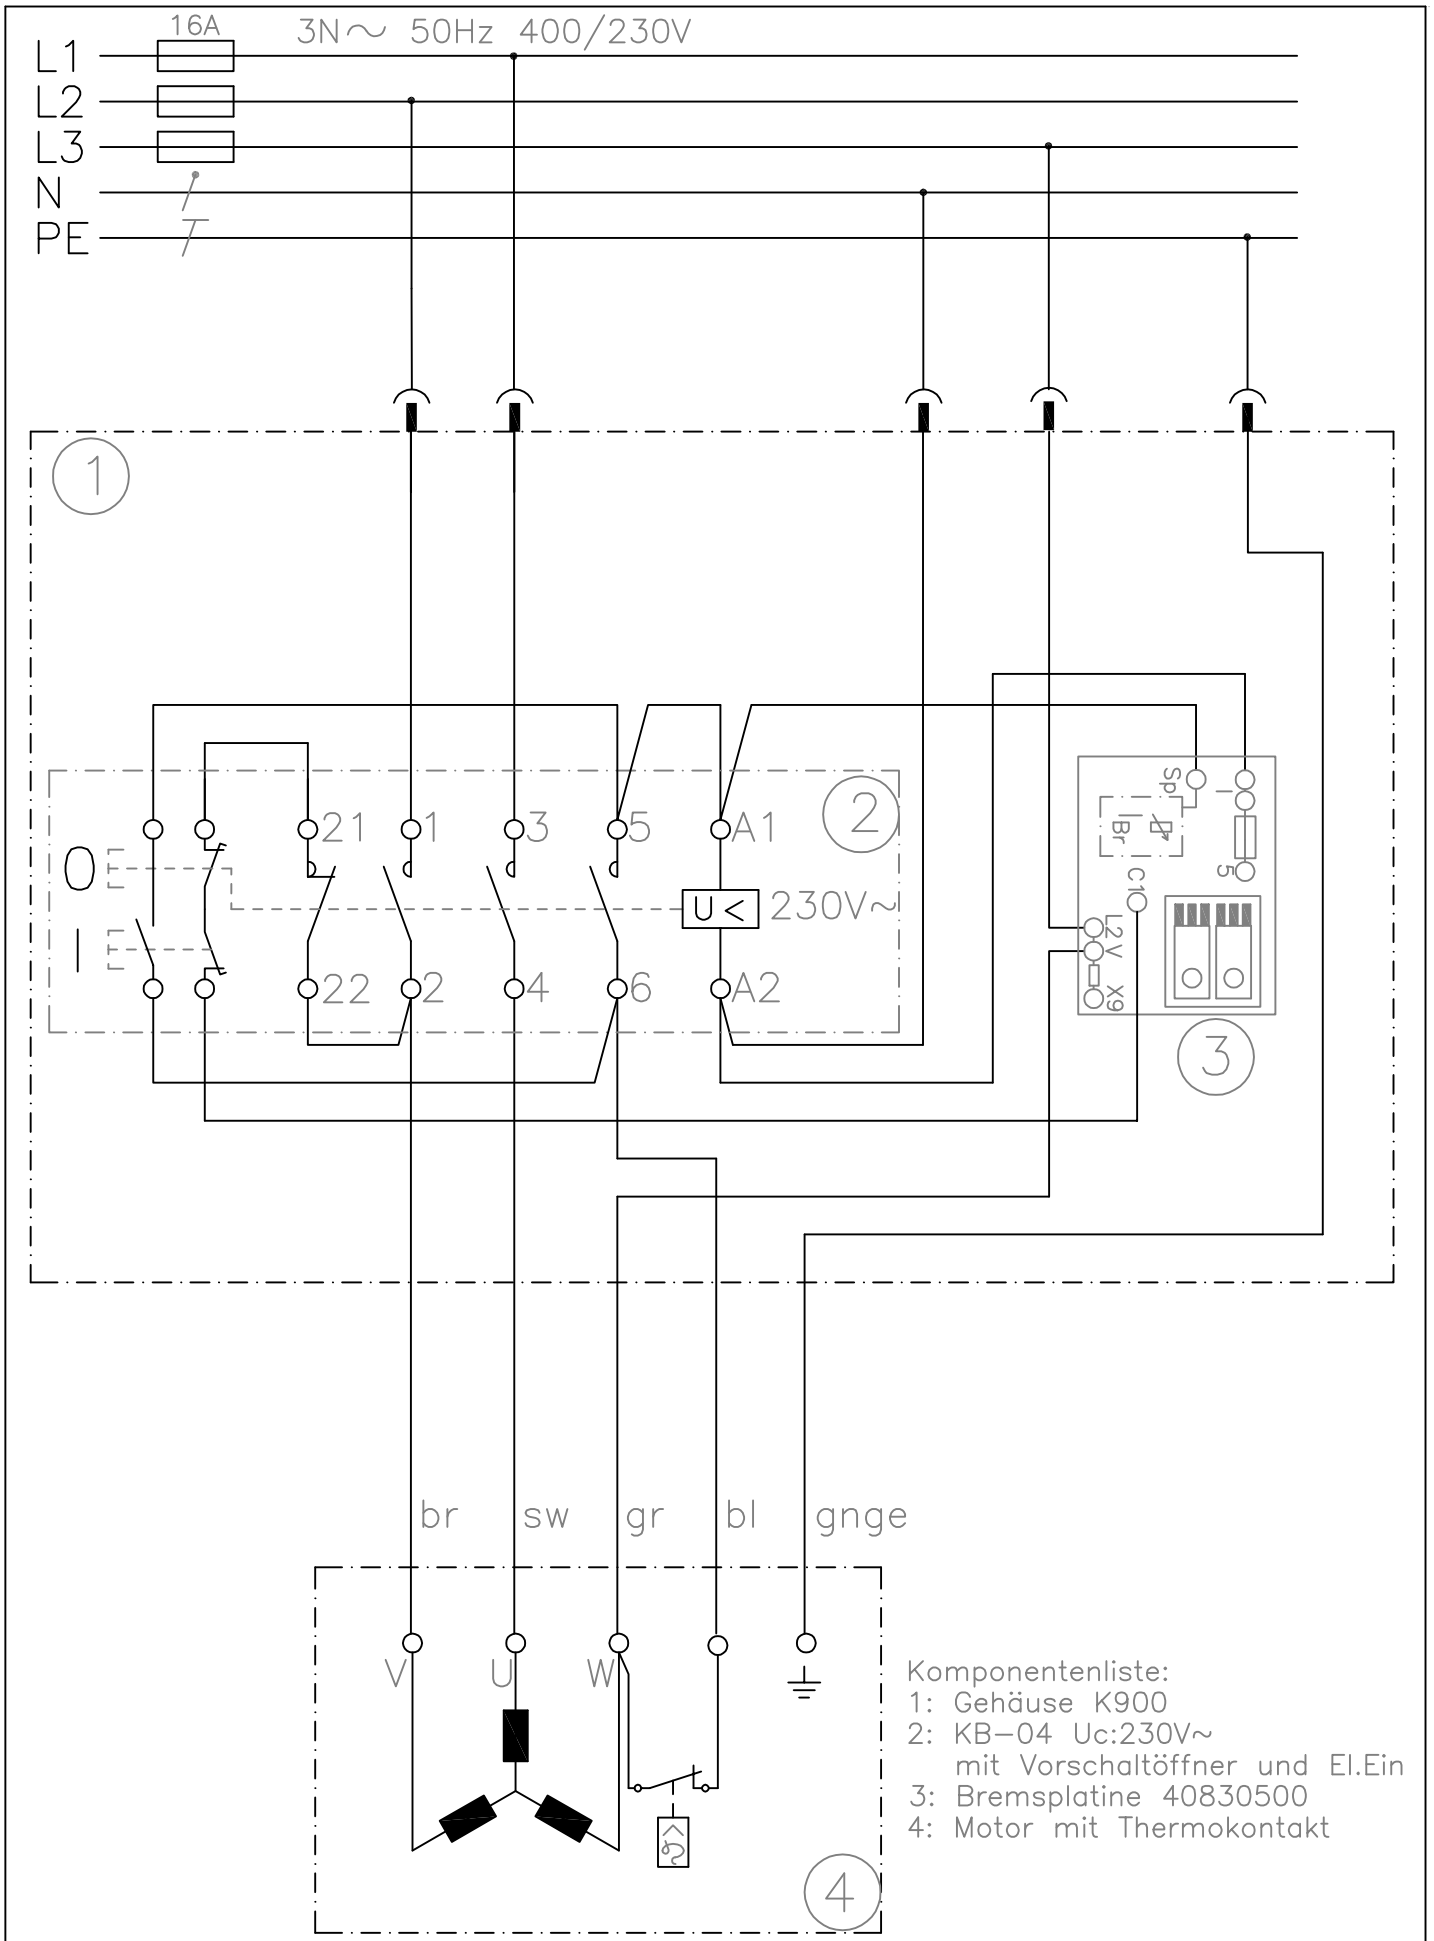 16A 3N～ 50Hz 400/230V
L1
L2
L3
N
PE
1
2
21 1 3 5 A1
O
U< 230V~
I
22 2 4 6 A2
Sp
I
Br
5
C1
L2
V
X9
3
br sw gr bl gnge
V U W
Komponentenliste:
1: Gehäuse K900
2: KB-04 Uc:230V~
mit Vorschaltöffner und El.Ein
3: Bremsplatine 40830500
4: Motor mit Thermokontakt
4